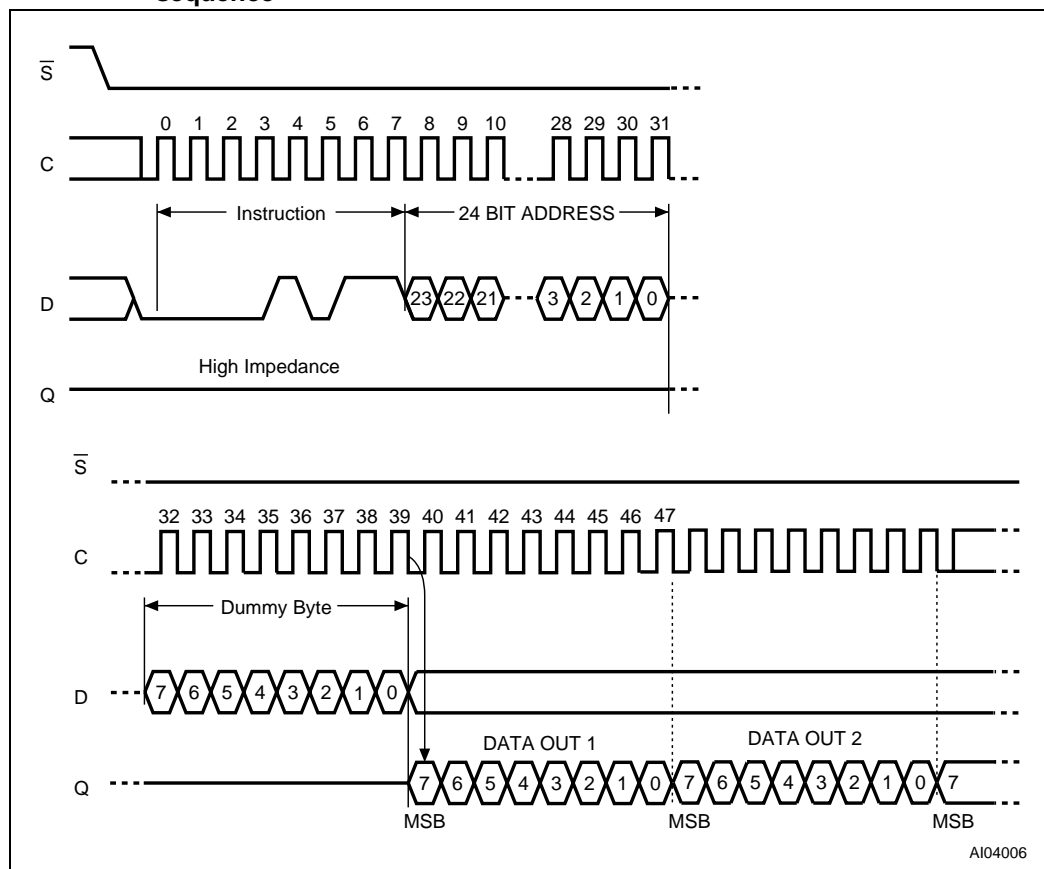 sequence
S
0 1 2 3 4 5 6 7 8 9 10 28 29 30 31
C
Instruction 24 BIT ADDRESS
D 23 22 21 3 2 1 0
High Impedance
Q
S
32 33 34 35 36 37 38 39 40 41 42 43 44 45 46 47
C
Dummy Byte
D 7 6 5 4 3 2 1 0
DATA OUT 1 DATA OUT 2
Q 7 6 5 4 3 2 1 0 7 6 5 4 3 2 1 0 7
MSB MSB MSB
AI04006